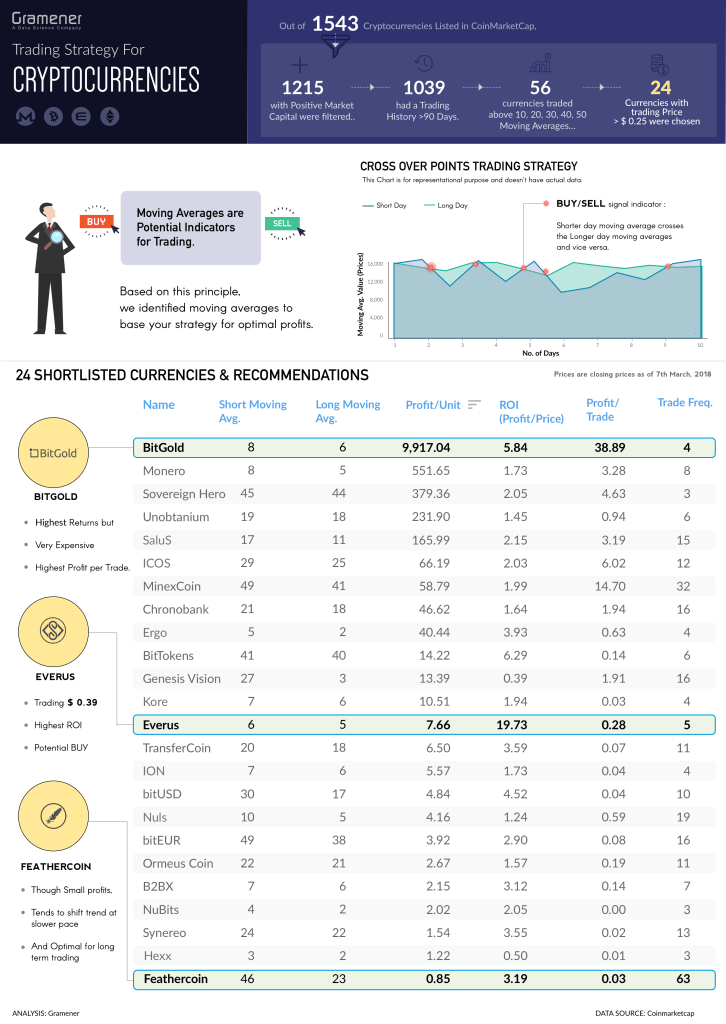 Gramener
A Data Science Company
Trading Strategy For
CRYPTOCURRENCIES
Out of 1543 Cryptocurrencies Listed in CoinMarketCap,
1215
with Positive Market
Capital were filtered..
1039
had a Trading
History >90 Days.
56
currencies traded
above 10, 20, 30, 40, 50
Moving Averages...
24
Currencies with
trading Price
> $ 0.25 were chosen
BUY
Moving Averages are
Potential Indicators
for Trading.
SELL
Based on this principle,
we identified moving averages to
base your strategy for optimal profits.
CROSS OVER POINTS TRADING STRATEGY
This Chart is for representational purpose and doesn't have actual data.
Short Day
Long Day
BUY/SELL signal indicator :
Shorter day moving average crosses
the Longer day moving averages
and vice versa.
Moving Avg. Value (Prices)
16,000
12,000
8,000
4,000
0
1 2 3 4 5 6 7 8 9 10
No. of Days
24 SHORTLISTED CURRENCIES & RECOMMENDATIONS
Prices are closing prices as of 7th March, 2018
Name Short Moving Avg. Long Moving Avg. Profit/Unit ROI (Profit/Price) Profit/ Trade Trade Freq.
BitGold 8 6 9,917.04 5.84 38.89 4
Monero 8 5 551.65 1.73 3.28 8
Sovereign Hero 45 44 379.36 2.05 4.63 3
Unobtanium 19 18 231.90 1.45 0.94 6
SaluS 17 11 165.99 2.15 3.19 15
ICOS 29 25 66.19 2.03 6.02 12
MinexCoin 49 41 58.79 1.99 14.70 32
Chronobank 21 18 46.62 1.64 1.94 16
Ergo 5 2 40.44 3.93 0.63 4
BitTokens 41 40 14.22 6.29 0.14 6
Genesis Vision 27 3 13.39 0.39 1.91 16
Kore 7 6 10.51 1.94 0.03 4
Everus 6 5 7.66 19.73 0.28 5
TransferCoin 20 18 6.50 3.59 0.07 11
ION 7 6 5.57 1.73 0.04 4
bitUSD 30 17 4.84 4.52 0.04 10
Nuls 10 5 4.16 1.24 0.59 19
bitEUR 49 38 3.92 2.90 0.08 16
Ormeus Coin 22 21 2.67 1.57 0.19 11
B2BX 7 6 2.15 3.12 0.14 7
NuBits 4 2 2.02 2.05 0.00 3
Synereo 24 22 1.54 3.55 0.02 13
Hexx 3 2 1.22 0.50 0.01 3
Feathercoin 46 23 0.85 3.19 0.03 63
BitGold
BITGOLD
Highest Returns but
Very Expensive
Highest Profit per Trade.
EVERUS
Trading $ 0.39
Highest ROI
Potential BUY
FEATHERCOIN
Though Small profits,
Tends to shift trend at
slower pace
And Optimal for long
term trading
ANALYSIS: Gramener
DATA SOURCE: Coinmarketcap